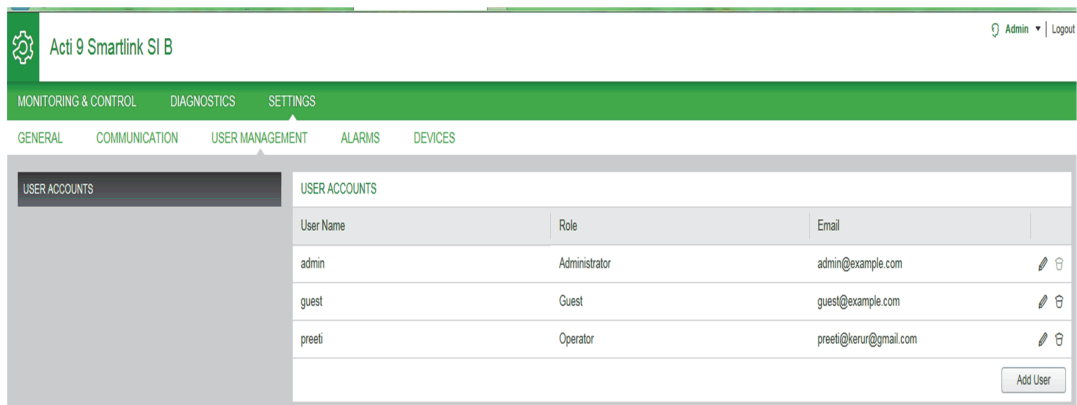 Acti 9 Smartlink SI B
Admin Logout
MONITORING & CONTROL DIAGNOSTICS SETTINGS
GENERAL COMMUNICATION USER MANAGEMENT ALARMS DEVICES
USER ACCOUNTS
USER ACCOUNTS
User Name Role Email
admin Administrator admin@example.com
guest Guest guest@example.com
preeti Operator preeti@kerur@gmail.com
Add User